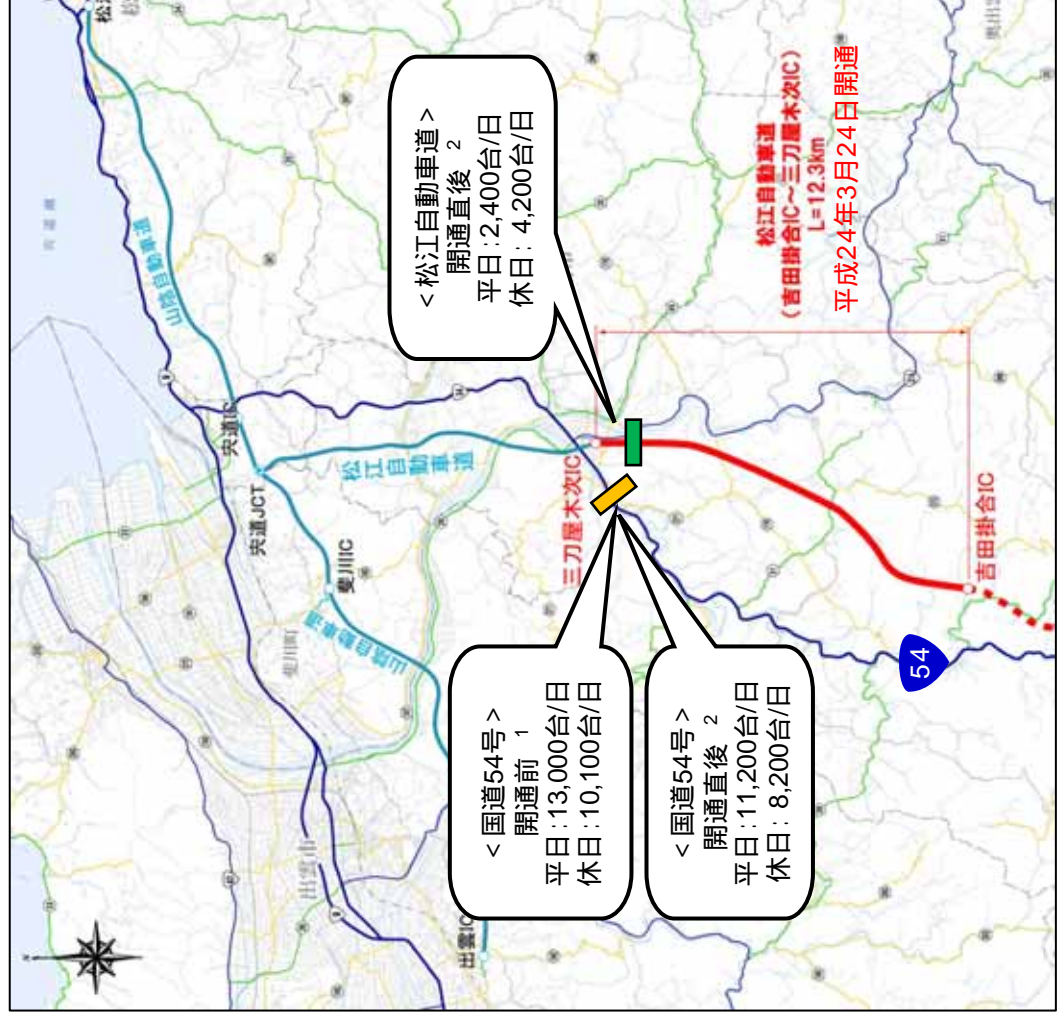 松江
山陰自動車道
宍道IC
宍道JCT
松江自動車道
斐川IC
斐川町
山陰自動車道
出雲市
出雲IC
<松江自動車道>
開通直後 2
平日:2,400台/日
休日: 4,200台/日
松江自動車道
(吉田掛合IC~三刀屋木次IC)
L=12.3km
平成24年3月24日開通
三刀屋木次IC
吉田掛合IC
<国道54号>
開通前 1
平日:13,000台/日
休日:10,100台/日
<国道54号>
開通直後 2
平日:11,200台/日
休日: 8,200台/日
54